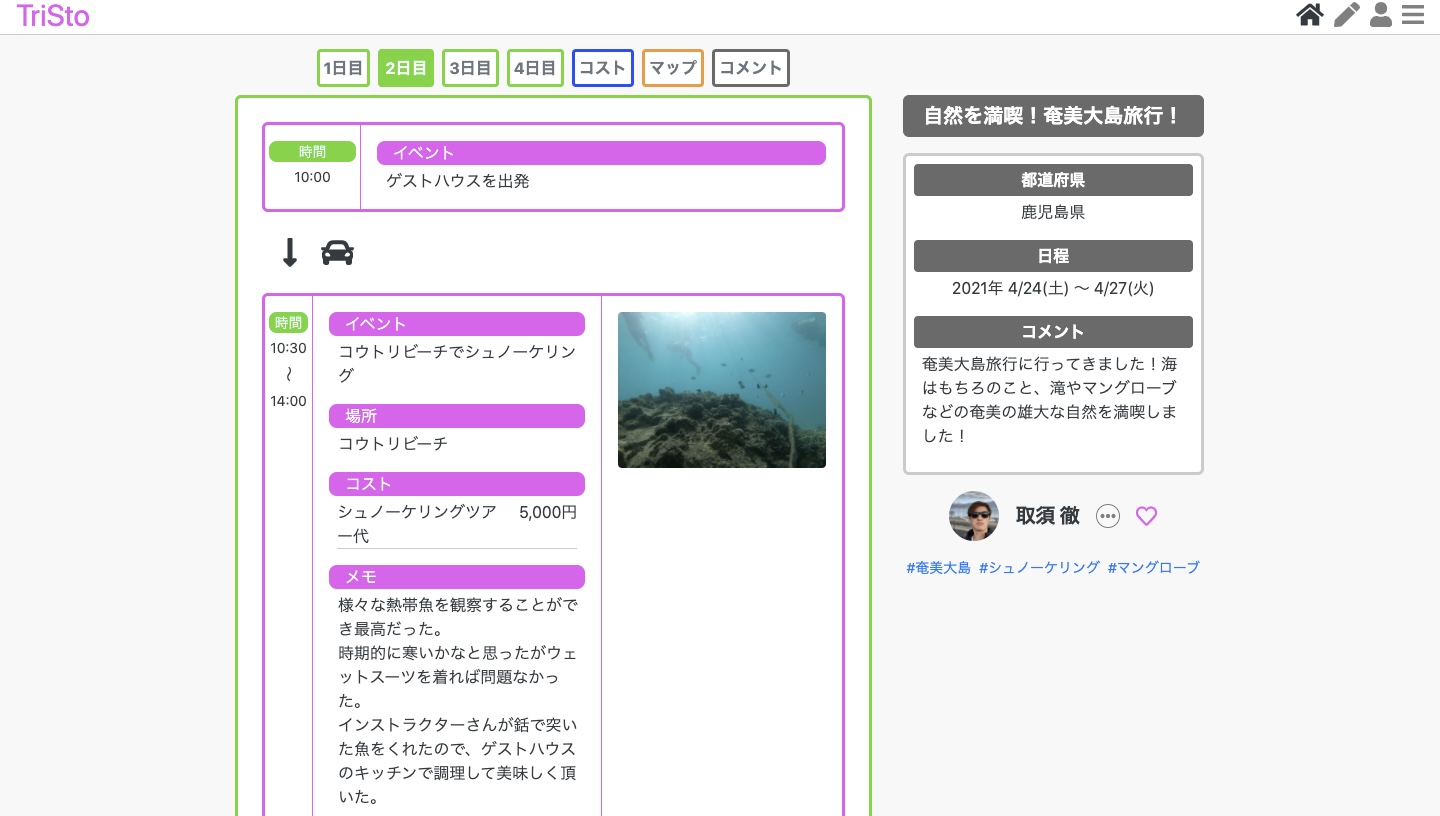 TriSto
1日目 2日目 3日目 4日目 コスト マップ コメント
時間
10:00
イベント
ゲストハウスを出発
時間
10:30
〜
14:00
イベント
コウトリビーチでシュノーケリン
グ
場所
コウトリビーチ
コスト
シュノーケリングツア 5,000円
ー代
メモ
様々な熱帯魚を観察することがで
き最高だった。
時期的に寒いかなと思ったがウェ
ットスーツを着れば問題なかっ
た。
インストラクターさんが銛で突い
た魚をくれたので、ゲストハウス
のキッチンで調理して美味しく頂
いた。
自然を満喫！奄美大島旅行！
都道府県
鹿児島県
日程
2021年 4/24(土) 〜 4/27(火)
コメント
奄美大島旅行に行ってきました！海
はもちろのこと、滝やマングローブ
などの奄美の雄大な自然を満喫しま
した！
取須 徹
#奄美大島 #シュノーケリング #マングローブ